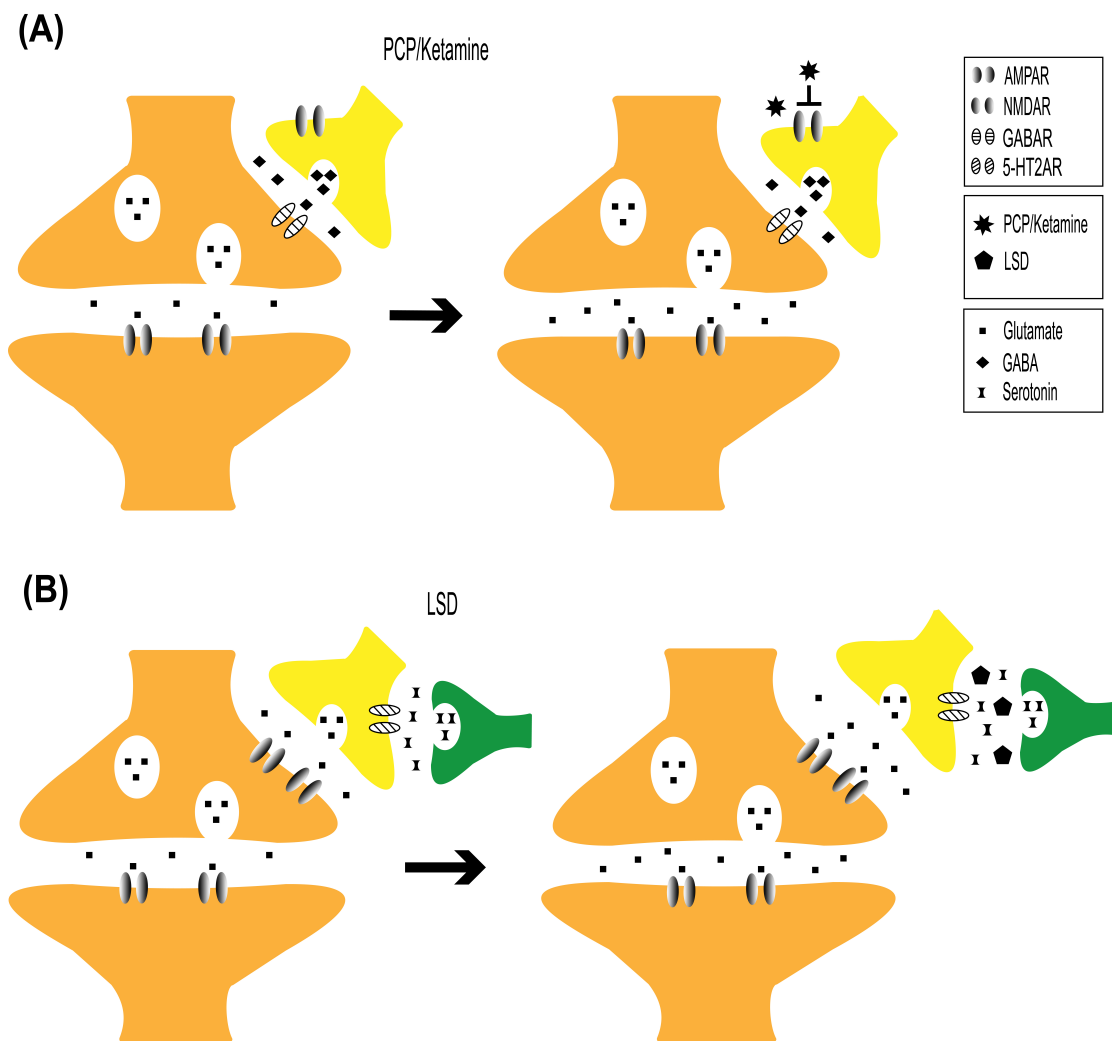 (A)
PCP/Ketamine
AMPAR
NMDAR
GABAR
5-HT2AR
PCP/Ketamine
LSD
Glutamate
GABA
Serotonin
(B)
LSD